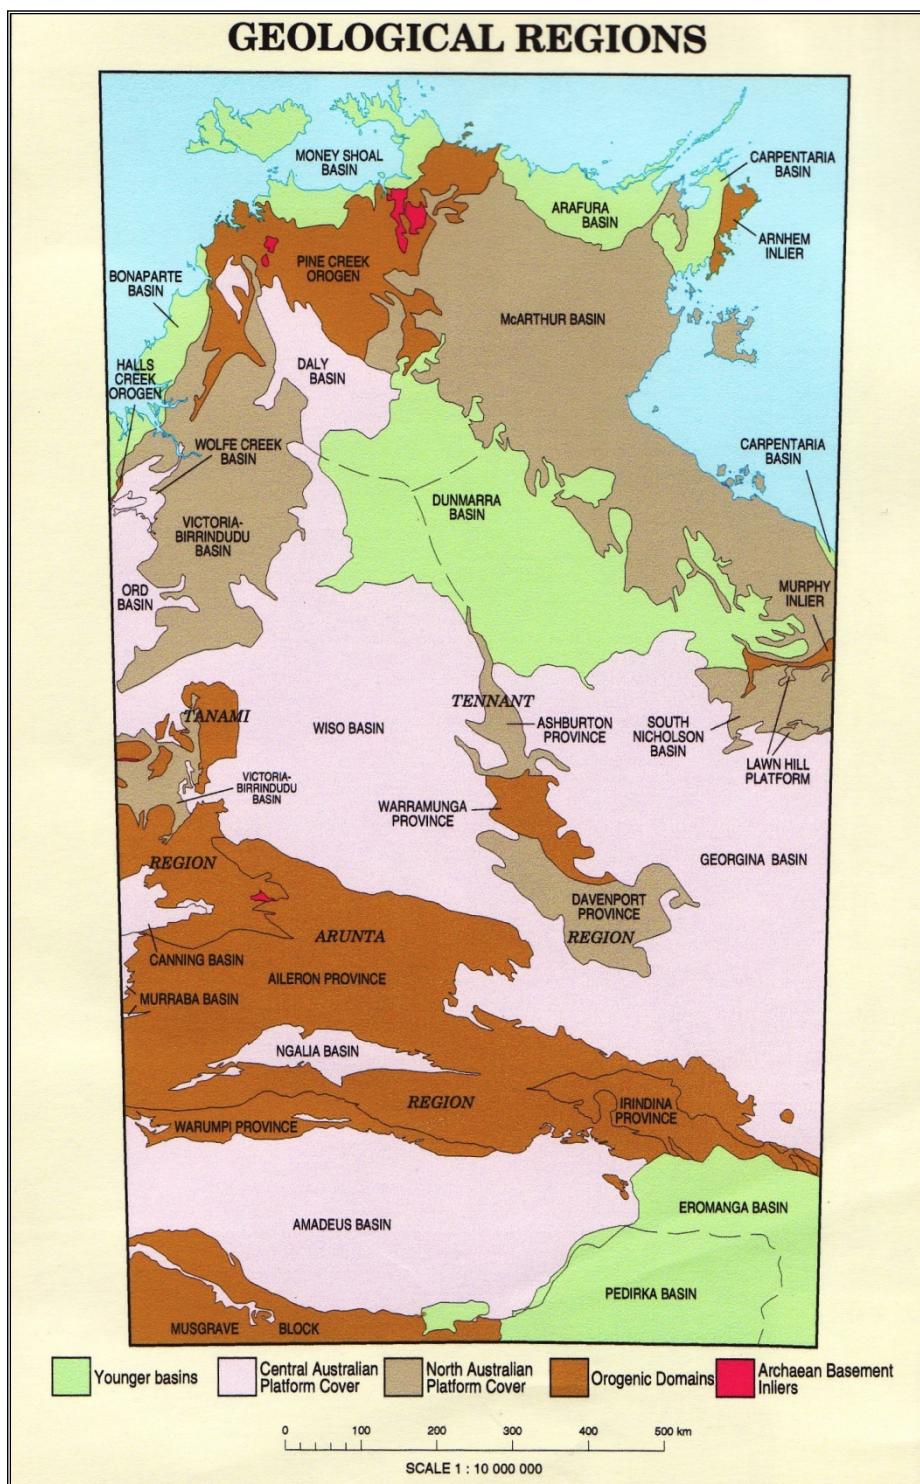 GEOLOGICAL REGIONS
MONEY SHOAL
BASIN
CARPENTARIA
BASIN
ARAFURA
BASIN
ARNHEM
INLIER
PINE CREEK
OROGEN
BONAPARTE
BASIN
McARTHUR BASIN
HALLS
CREEK
OROGEN
DALY
BASIN
WOLFE CREEK
BASIN
CARPENTARIA
BASIN
DUNMARRA
BASIN
VICTORIA-
BIRRINDUDU
BASIN
ORD
BASIN
MURPHY
INLIER
TANAMI
WISO BASIN
TENNANT
ASHBURTON
PROVINCE
SOUTH
NICHOLSON
BASIN
LAWN HILL
PLATFORM
VICTORIA-
BIRRINDUDU
BASIN
WARRAMUNGA
PROVINCE
REGION
GEORGINA BASIN
DAVENPORT
PROVINCE
REGION
ARUNTA
CANNING BASIN
AILERON PROVINCE
MURRABA BASIN
NGALIA BASIN
REGION
IRINDINA
PROVINCE
WARUMPI PROVINCE
EROMANGA BASIN
AMADEUS BASIN
PEDIRKA BASIN
MUSGRAVE BLOCK
Younger basins
Central Australian
Platform Cover
North Australian
Platform Cover
Orogenic Domains
Archaean Basement
Inliers
0 100 200 300 400 500 km
SCALE 1 : 10 000 000